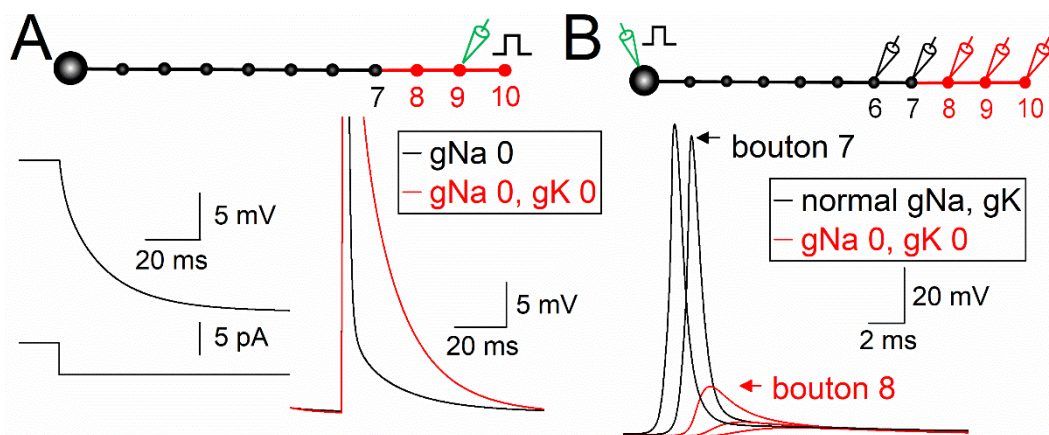 A
7 8 9 10
gNa 0
gNa 0, gK 0
5 mV
20 ms
5 pA
5 mV
20 ms
B
6 7 8 9 10
bouton 7
normal gNa, gK
gNa 0, gK 0
20 mV
2 ms
bouton 8